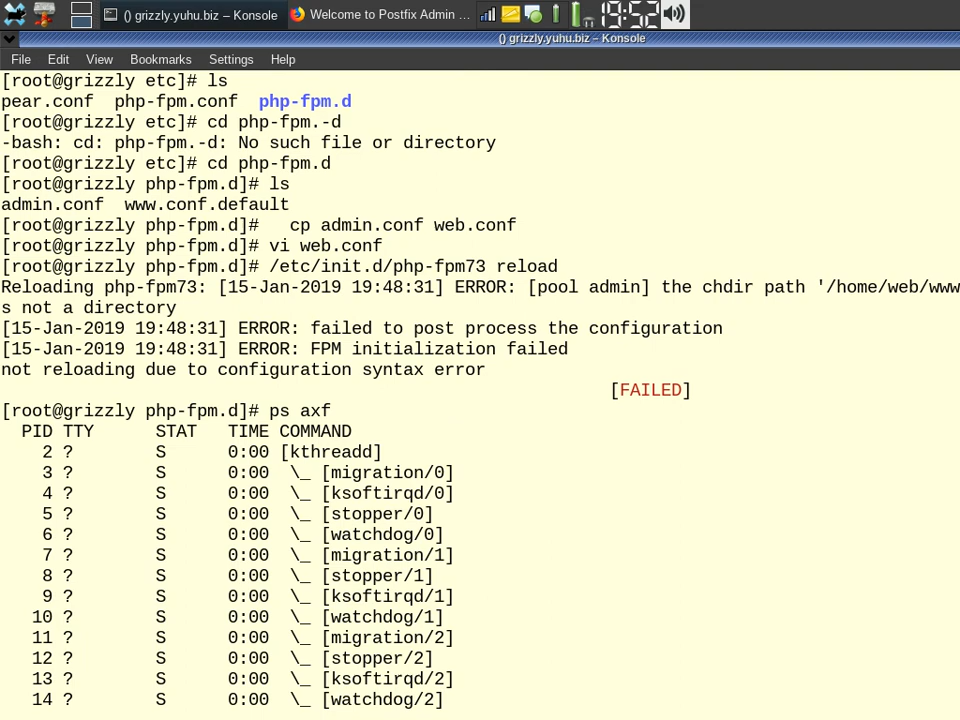 () grizzly.yuhu.biz – Konsole
Welcome to Postfix Admin ...
19:52
() grizzly.yuhu.biz – Konsole
File Edit View Bookmarks Settings Help
[root@grizzly etc]# ls
pear.conf  php-fpm.conf  php-fpm.d
[root@grizzly etc]# cd php-fpm.-d
-bash: cd: php-fpm.-d: No such file or directory
[root@grizzly etc]# cd php-fpm.d
[root@grizzly php-fpm.d]# ls
admin.conf  www.conf.default
[root@grizzly php-fpm.d]#   cp admin.conf web.conf
[root@grizzly php-fpm.d]# vi web.conf
[root@grizzly php-fpm.d]# /etc/init.d/php-fpm73 reload
Reloading php-fpm73: [15-Jan-2019 19:48:31] ERROR: [pool admin] the chdir path '/home/web/www
s not a directory
[15-Jan-2019 19:48:31] ERROR: failed to post process the configuration
[15-Jan-2019 19:48:31] ERROR: FPM initialization failed
not reloading due to configuration syntax error
[FAILED]
[root@grizzly php-fpm.d]# ps axf
  PID TTY      STAT   TIME COMMAND
    2 ?        S      0:00 [kthreadd]
    3 ?        S      0:00  \_ [migration/0]
    4 ?        S      0:00  \_ [ksoftirqd/0]
    5 ?        S      0:00  \_ [stopper/0]
    6 ?        S      0:00  \_ [watchdog/0]
    7 ?        S      0:00  \_ [migration/1]
    8 ?        S      0:00  \_ [stopper/1]
    9 ?        S      0:00  \_ [ksoftirqd/1]
   10 ?        S      0:00  \_ [watchdog/1]
   11 ?        S      0:00  \_ [migration/2]
   12 ?        S      0:00  \_ [stopper/2]
   13 ?        S      0:00  \_ [ksoftirqd/2]
   14 ?        S      0:00  \_ [watchdog/2]